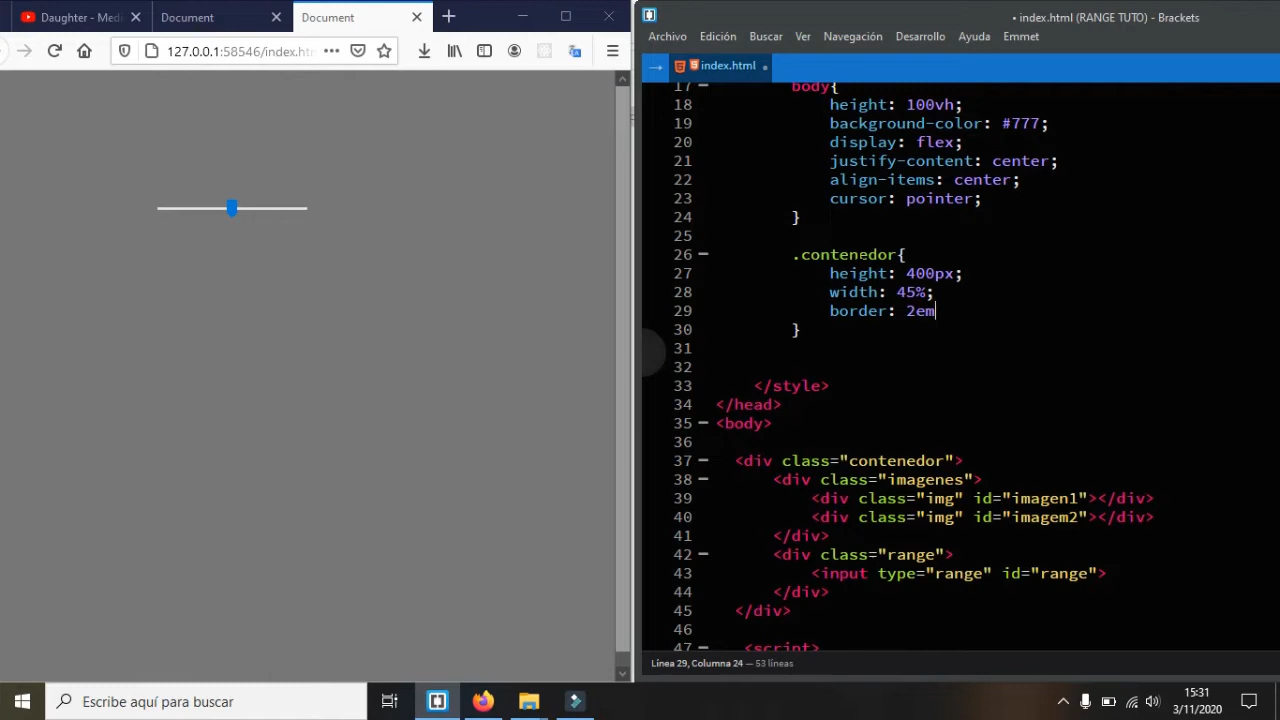 Daughter - Medi
Document
Document
127.0.0.1:58546/index.htm
• index.html (RANGE TUTO) - Brackets
Archivo Edición Buscar Ver Navegación Desarrollo Ayuda Emmet
index.html
17 body{
18 height: 100vh;
19 background-color: #777;
20 display: flex;
21 justify-content: center;
22 align-items: center;
23 cursor: pointer;
24 }
25
26 .contenedor{
27 height: 400px;
28 width: 45%;
29 border: 2em
30 }
31
32
33 </style>
34 </head>
35 <body>
36
37 <div class="contenedor">
38 <div class="imagenes">
39 <div class="img" id="imagen1"></div>
40 <div class="img" id="imagem2"></div>
41 </div>
42 <div class="range">
43 <input type="range" id="range">
44 </div>
45 </div>
46
47 <script>
Línea 29, Columna 24 — 53 líneas
Escribe aquí para buscar
15:31
3/11/2020